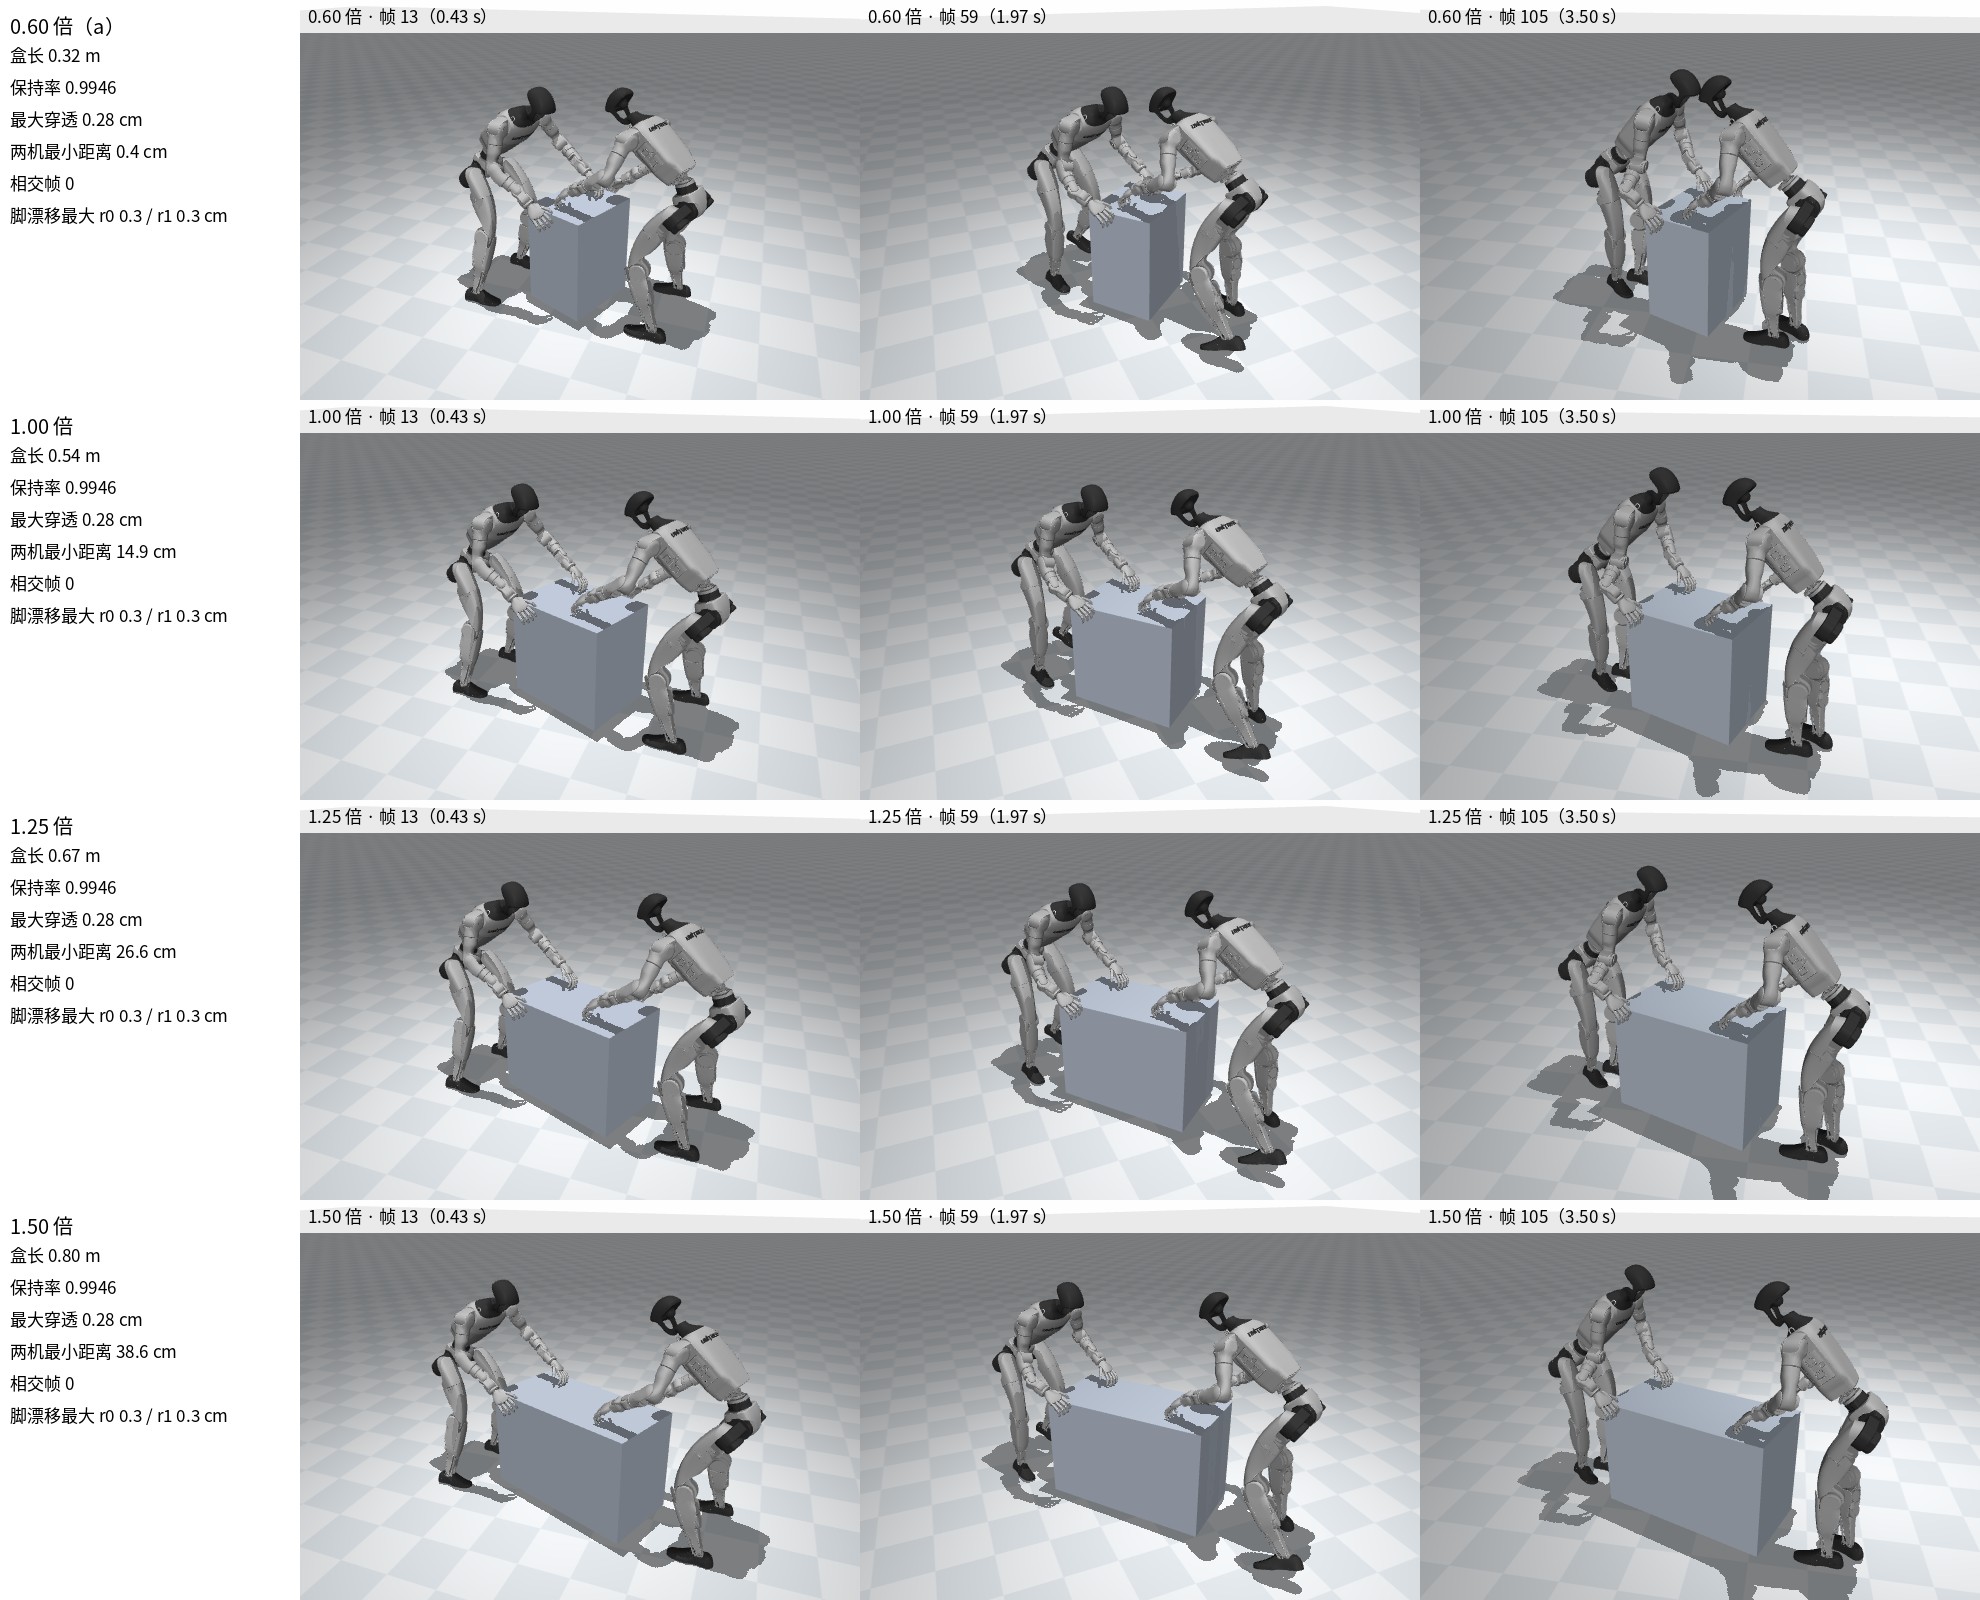 0.60 倍（a）
盒长 0.32 m
保持率 0.9946
最大穿透 0.28 cm
两机最小距离 0.4 cm
相交帧 0
脚漂移最大 r0 0.3 / r1 0.3 cm
0.60 倍 · 帧 13（0.43 s）
0.60 倍 · 帧 59（1.97 s）
0.60 倍 · 帧 105（3.50 s）
1.00 倍
盒长 0.54 m
保持率 0.9946
最大穿透 0.28 cm
两机最小距离 14.9 cm
相交帧 0
脚漂移最大 r0 0.3 / r1 0.3 cm
1.00 倍 · 帧 13（0.43 s）
1.00 倍 · 帧 59（1.97 s）
1.00 倍 · 帧 105（3.50 s）
1.25 倍
盒长 0.67 m
保持率 0.9946
最大穿透 0.28 cm
两机最小距离 26.6 cm
相交帧 0
脚漂移最大 r0 0.3 / r1 0.3 cm
1.25 倍 · 帧 13（0.43 s）
1.25 倍 · 帧 59（1.97 s）
1.25 倍 · 帧 105（3.50 s）
1.50 倍
盒长 0.80 m
保持率 0.9946
最大穿透 0.28 cm
两机最小距离 38.6 cm
相交帧 0
脚漂移最大 r0 0.3 / r1 0.3 cm
1.50 倍 · 帧 13（0.43 s）
1.50 倍 · 帧 59（1.97 s）
1.50 倍 · 帧 105（3.50 s）